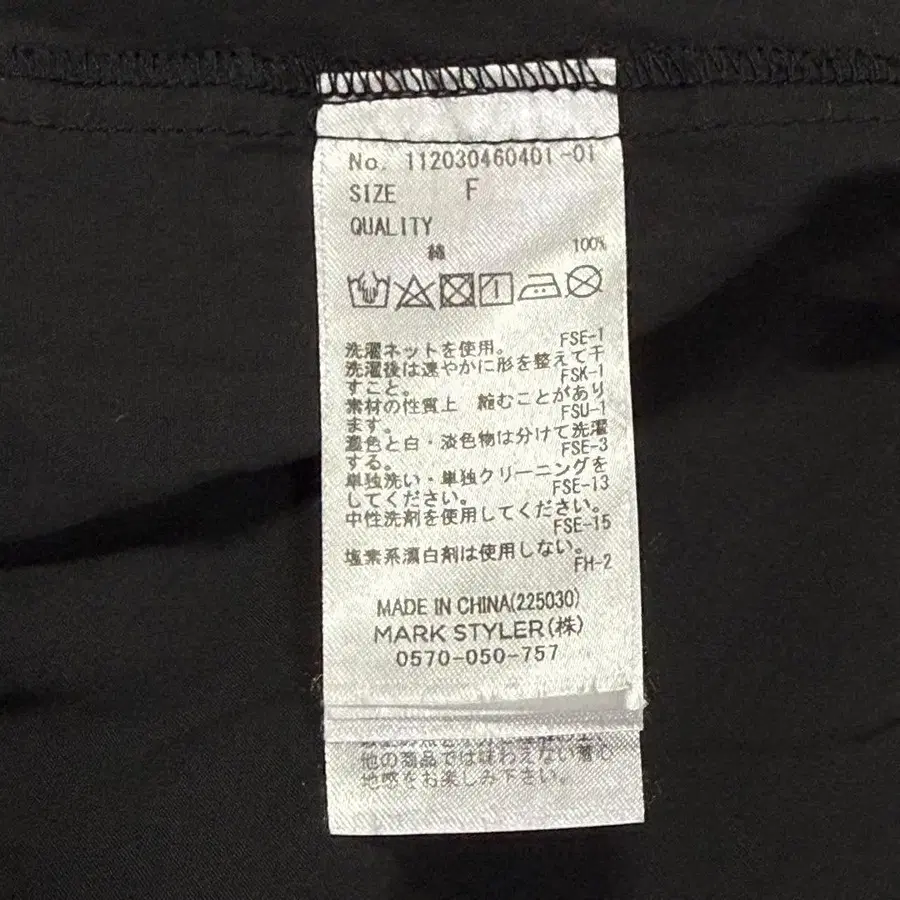 No. 112030460401-01
SIZE F
QUALITY
綿 100%
FSE-1
洗濯ネットを使用。
洗濯後は速やかに形を整えて干
すこと。 FSK-1
素材の性質上 縮むことがあり
ます。 FSU-1
濃色と白・淡色物は分けて洗濯
する。 FSE-3
単独洗い・単独クリーニングを
してください。 FSE-13
中性洗剤を使用してください。
FSE-15
塩素系漂白剤は使用しない。
FH-2
MADE IN CHINA(225030)
MARK STYLER(株)
0570-050-757
他の商品では味わえない着心
地感をお楽しみ下さい。